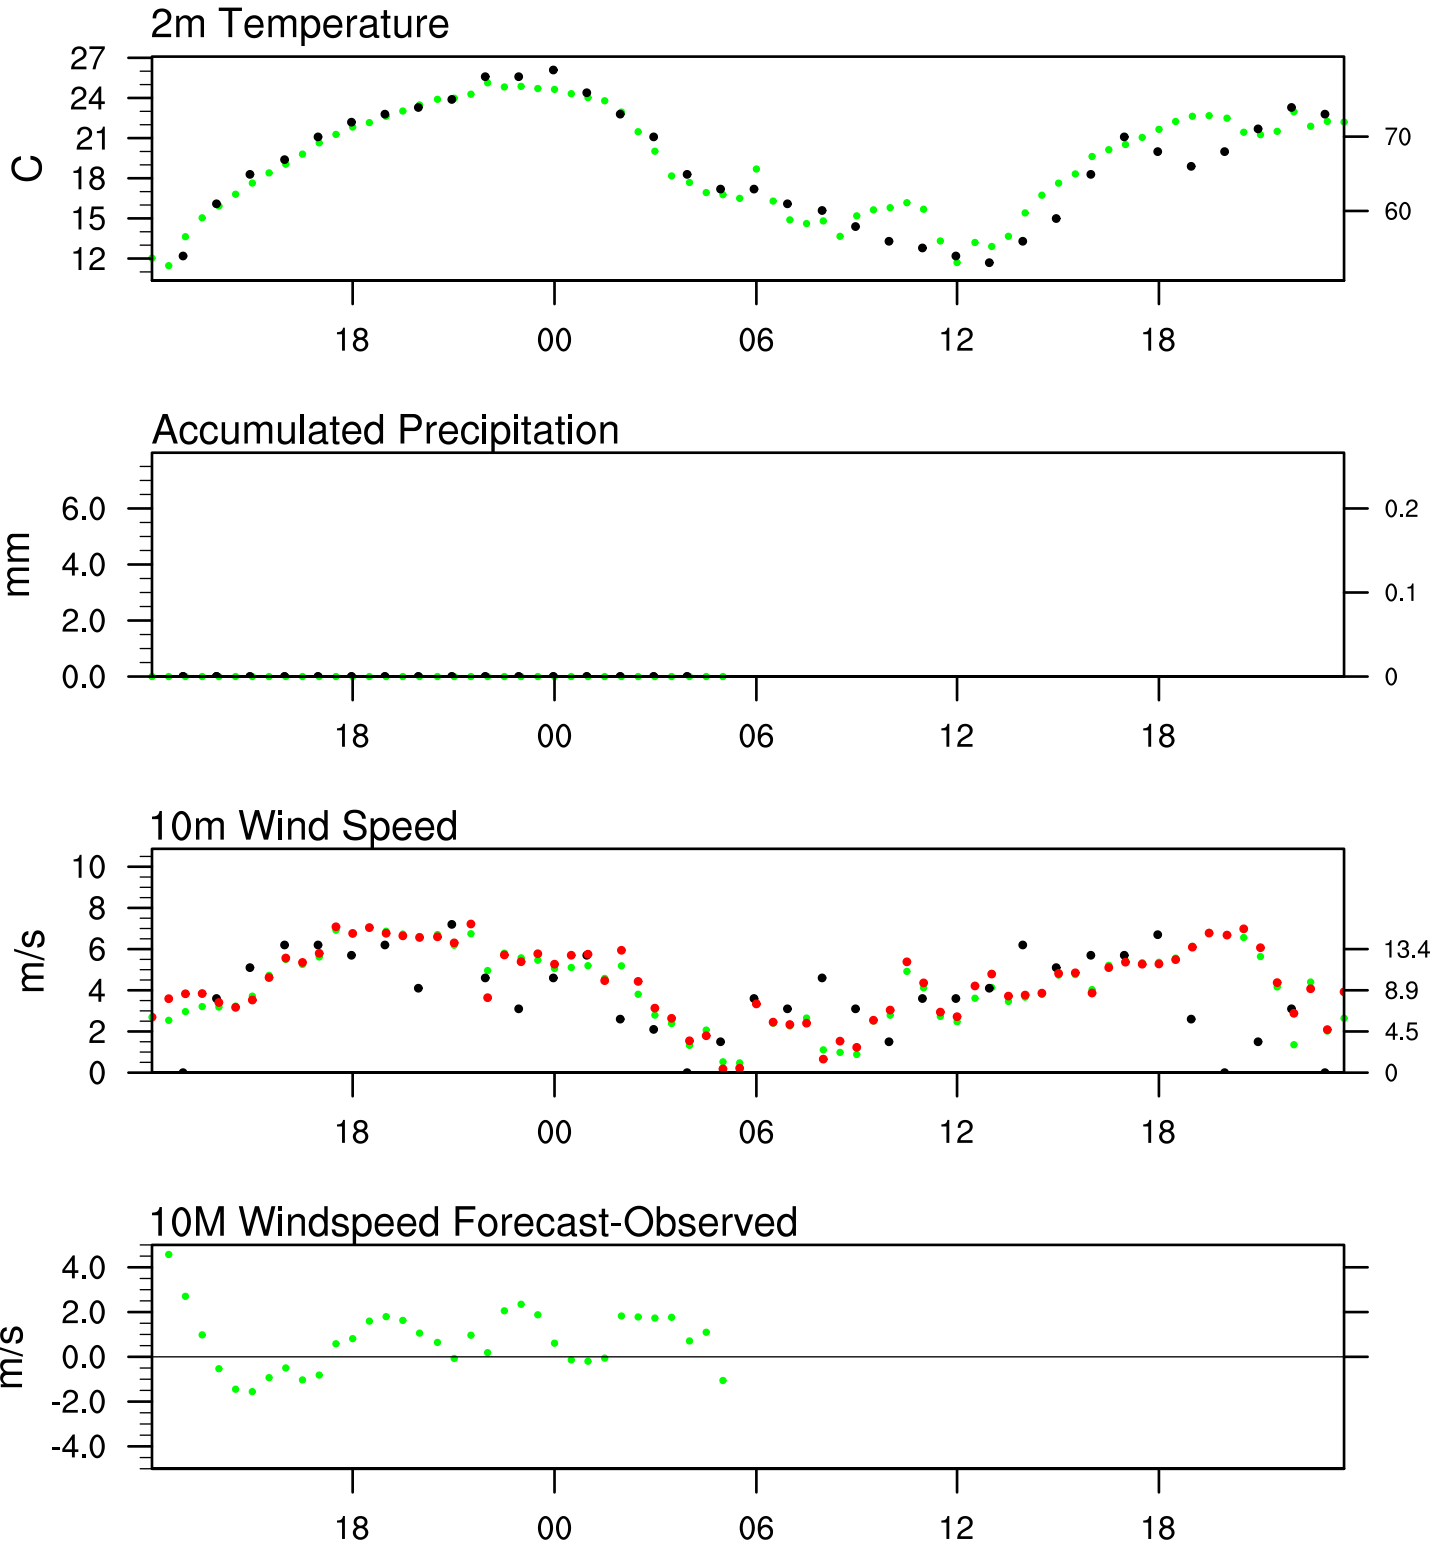 2m Temperature
27
24
21
18
15
12
C
70
60
18 00 06 12 18
Accumulated Precipitation
6.0
4.0
2.0
0.0
mm
0.2
0.1
0
18 00 06 12 18
10m Wind Speed
10
8
6
4
2
0
m/s
13.4
8.9
4.5
0
18 00 06 12 18
10M Windspeed Forecast-Observed
4.0
2.0
0.0
-2.0
-4.0
m/s
18 00 06 12 18